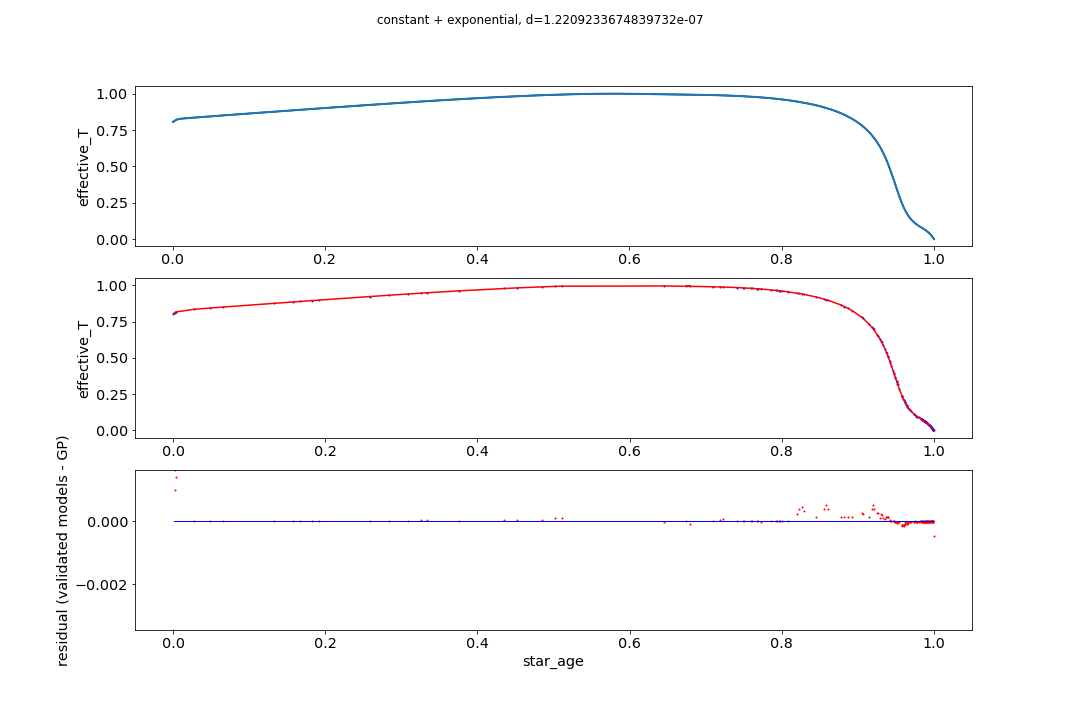 constant + exponential, d=1.2209233674839732e-07
1.00
0.75
0.50
0.25
0.00
effective_T
0.0 0.2 0.4 0.6 0.8 1.0
1.00
0.75
0.50
0.25
0.00
effective_T
0.0 0.2 0.4 0.6 0.8 1.0
0.000
−0.002
residual (validated models - GP)
0.0 0.2 0.4 0.6 0.8 1.0
star_age